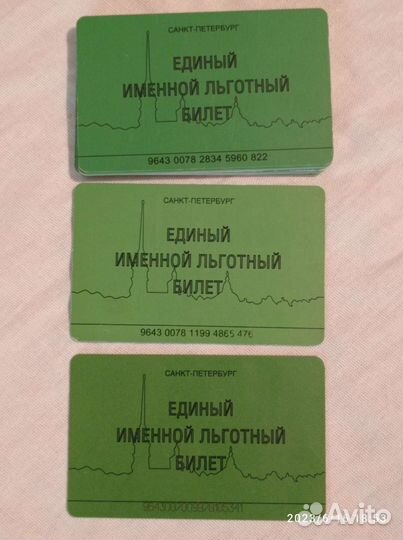 САНКТ-ПЕТЕРБУРГ
ЕДИНЫЙ
ИМЕННОЙ ЛЬГОТНЫЙ
БИЛЕТ
9643 0078 2834 5960 822
САНКТ-ПЕТЕРБУРГ
ЕДИНЫЙ
ИМЕННОЙ ЛЬГОТНЫЙ
БИЛЕТ
9643 0078 1199 4865 476
САНКТ-ПЕТЕРБУРГ
ЕДИНЫЙ
ИМЕННОЙ ЛЬГОТНЫЙ
БИЛЕТ
Avito